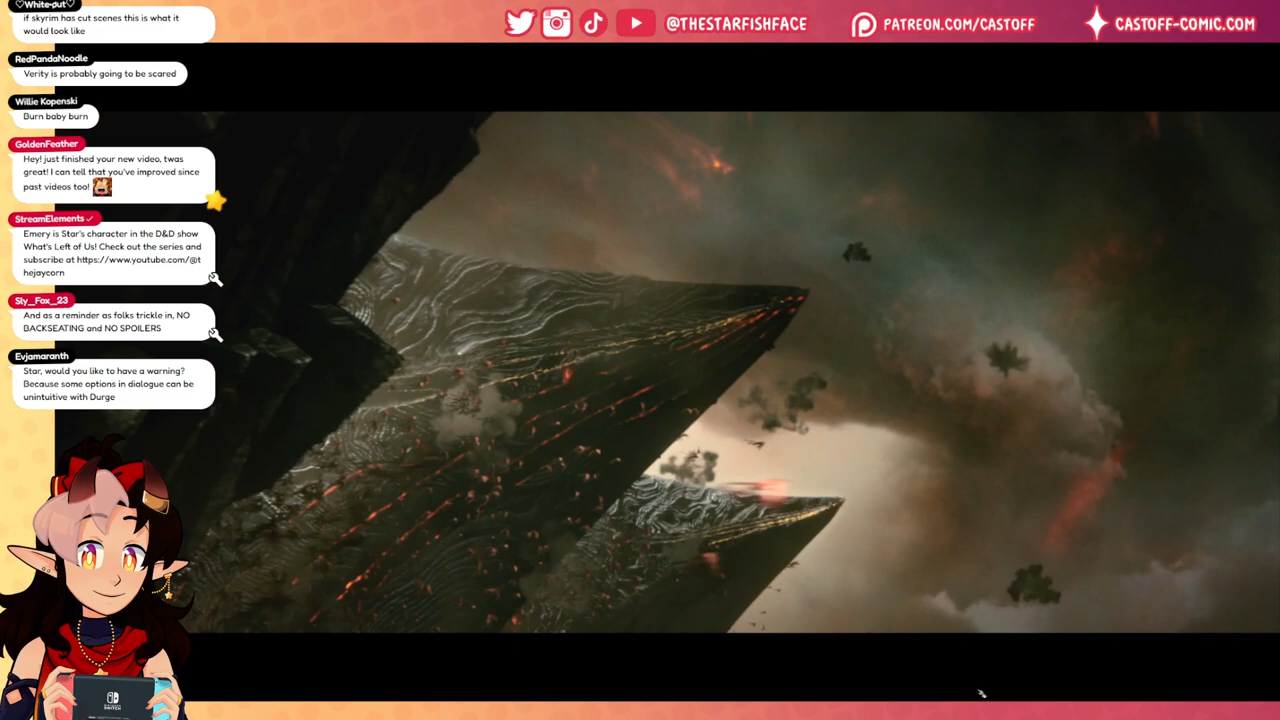 @THESTARFISHFACE
PATREON.COM/CASTOFF
CASTOFF-COMIC.COM
♡White-out♡
if skyrim has cut scenes this is what it
would look like
RedPandaNoodle
Verity is probably going to be scared
Willie Kopenski
Burn baby burn
GoldenFeather
Hey! just finished your new video, twas
great! I can tell that you've improved since
past videos too!
StreamElements ✓
Emery is Star's character in the D&D show
What's Left of Us! Check out the series and
subscribe at https://www.youtube.com/@t
hejaycorn
Sly_Fox_23
And as a reminder as folks trickle in, NO
BACKSEATING and NO SPOILERS
Evjamaranth
Star, would you like to have a warning?
Because some options in dialogue can be
unintuitive with Durge